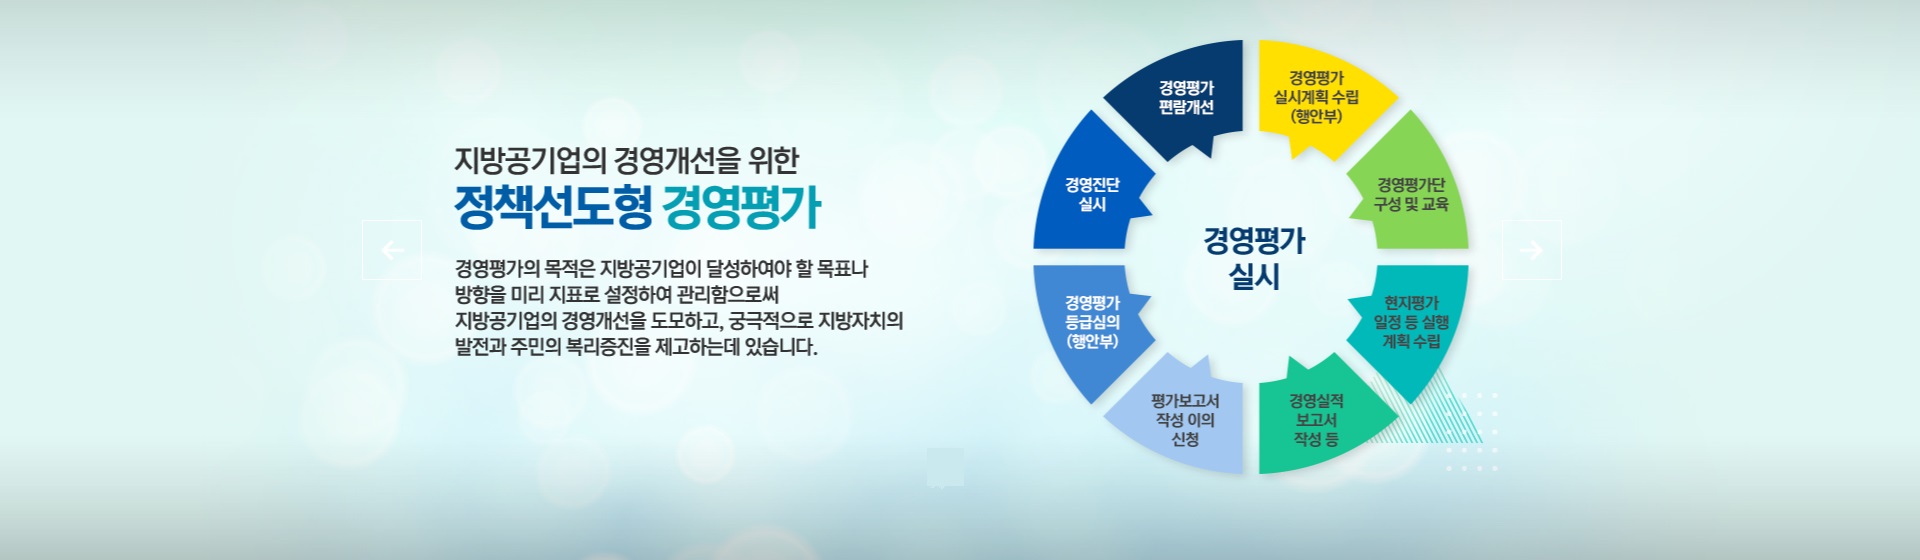 지방공기업의 경영개선을 위한
정책선도형 경영평가
경영평가의 목적은 지방공기업이 달성하여야 할 목표나
방향을 미리 지표로 설정하여 관리함으로써
지방공기업의 경영개선을 도모하고, 궁극적으로 지방자치의
발전과 주민의 복리증진을 제고하는데 있습니다.
경영평가
실시
경영평가
실시계획 수립
(행안부)
경영평가단
구성 및 교육
현지평가
일정 등 실행
계획 수립
경영실적
보고서
작성 등
평가보고서
작성 이의
신청
경영평가
등급심의
(행안부)
경영진단
실시
경영평가
편람개선